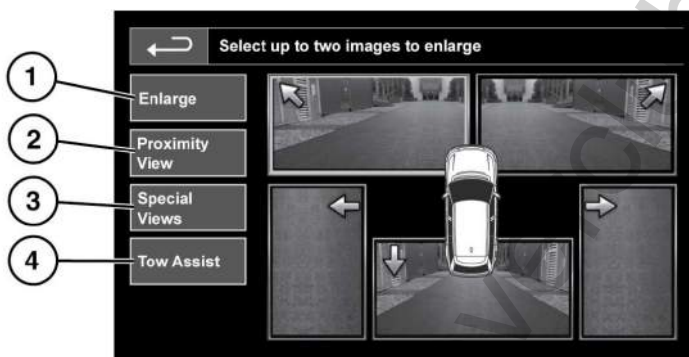 Select up to two images to enlarge
1
Enlarge
2
Proximity
View
3
Special
Views
4
Tow Assist